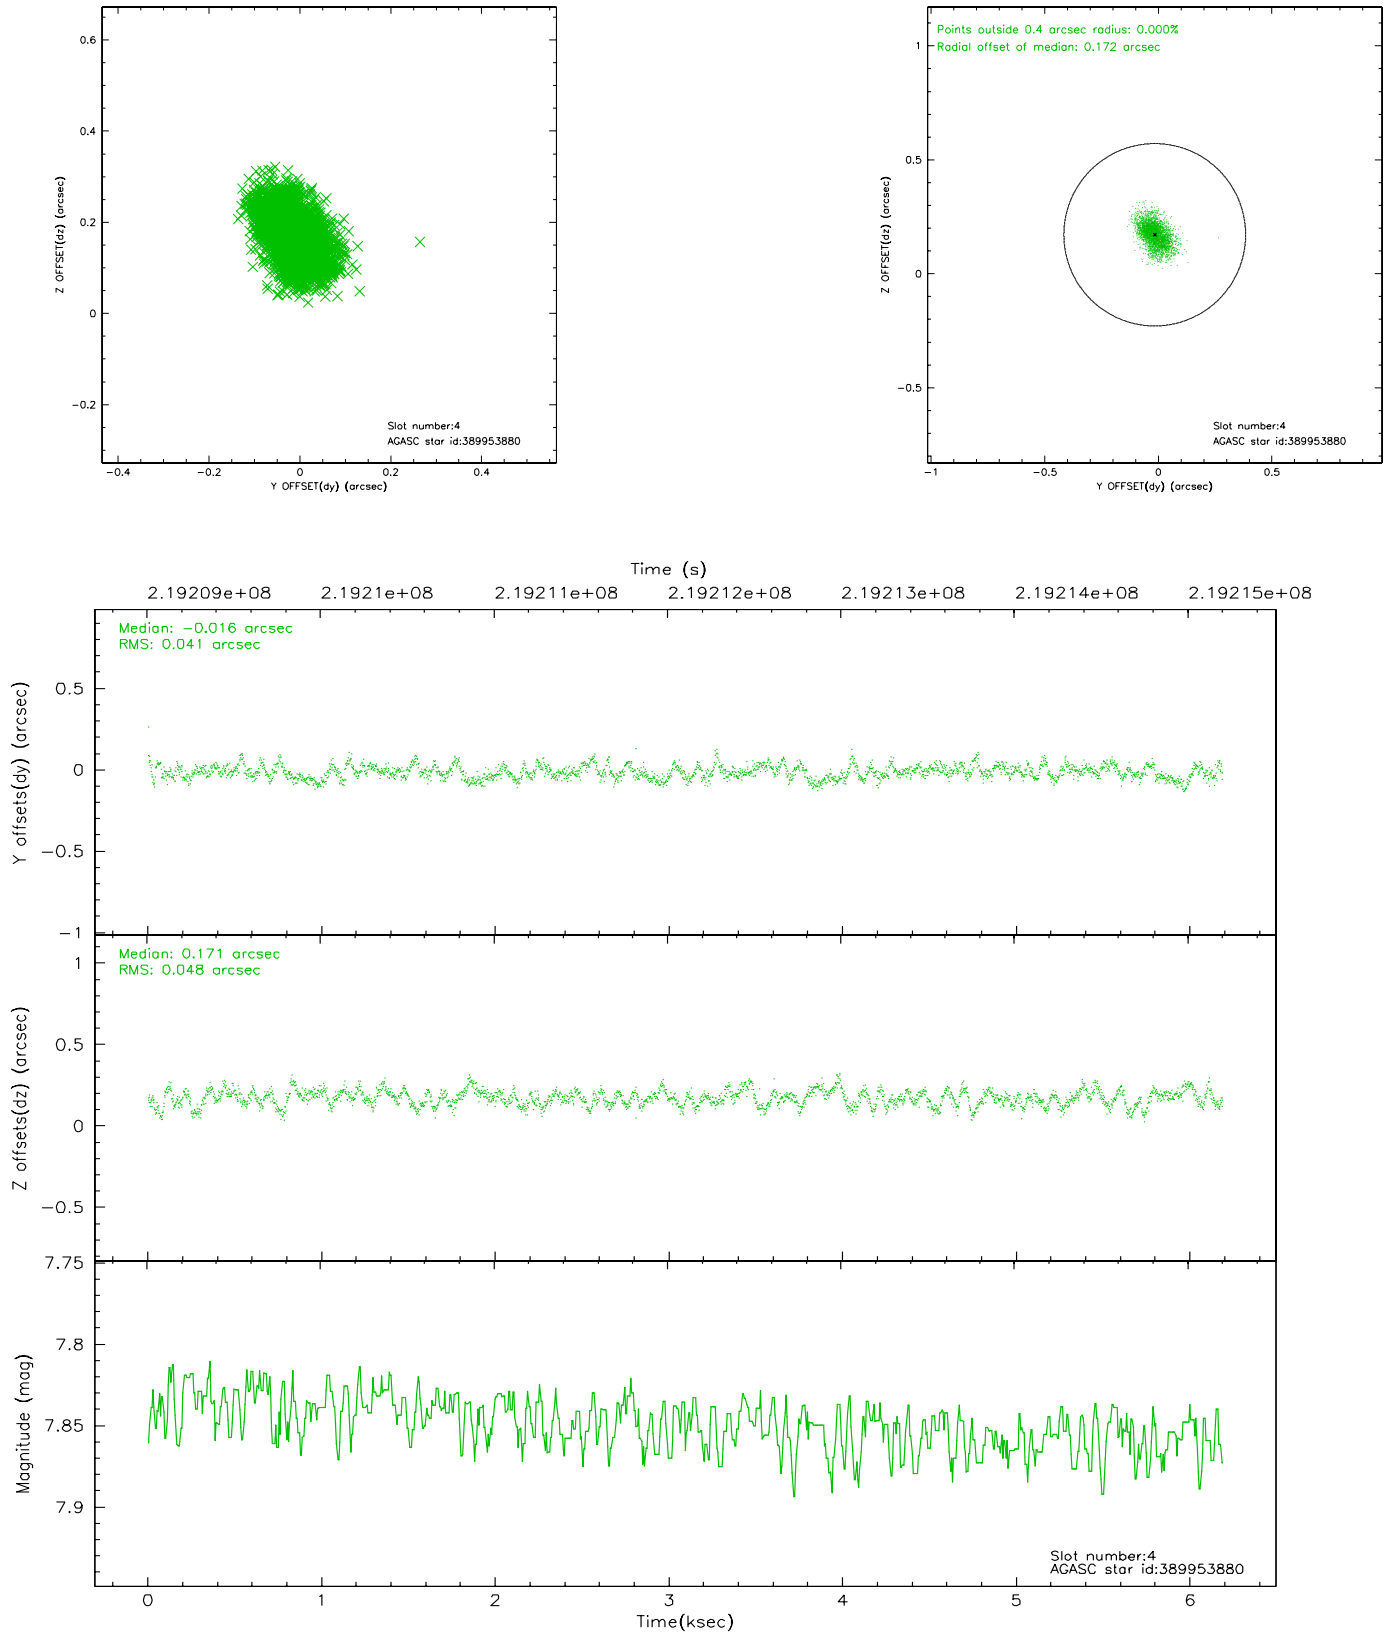 0.6
0.4
0.2
0
-0.2
Z OFFSET(dz) (arcsec)
Slot number:4
AGASC star id:389953880
-0.4
-0.2
0
0.2
0.4
Y OFFSET(dy) (arcsec)
Points outside 0.4 arcsec radius: 0.000%
Radial offset of median: 0.172 arcsec
1
0.5
0
-0.5
Z OFFSET(dz) (arcsec)
Slot number:4
AGASC star id:389953880
-1
-0.5
0
0.5
Y OFFSET(dy) (arcsec)
Time (s)
2.19209e+08
2.1921e+08
2.19211e+08
2.19212e+08
2.19213e+08
2.19214e+08
2.19215e+08
Median: -0.016 arcsec
RMS: 0.041 arcsec
0.5
0
-0.5
-1
Y offsets(dy) (arcsec)
Median: 0.171 arcsec
RMS: 0.048 arcsec
1
0.5
0
-0.5
Z offsets(dz) (arcsec)
7.75
7.8
7.85
7.9
Magnitude (mag)
Slot number:4
AGASC star id:389953880
0
1
2
3
4
5
6
Time(ksec)